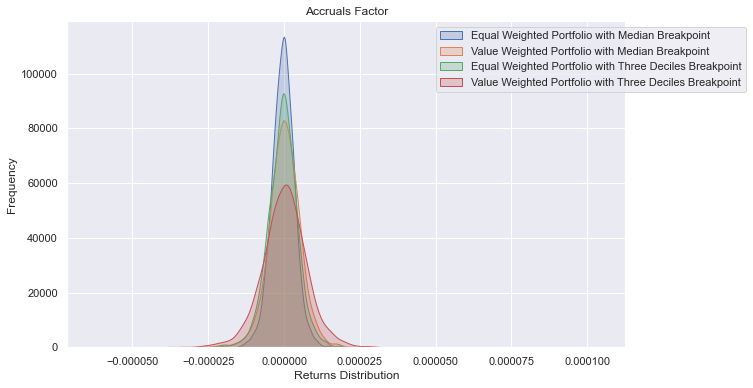 Accruals Factor
Equal Weighted Portfolio with Median Breakpoint
Value Weighted Portfolio with Median Breakpoint
Equal Weighted Portfolio with Three Deciles Breakpoint
Value Weighted Portfolio with Three Deciles Breakpoint
Frequency
100000
80000
60000
40000
20000
0
−0.000050 −0.000025 0.000000 0.000025 0.000050 0.000075 0.000100
Returns Distribution